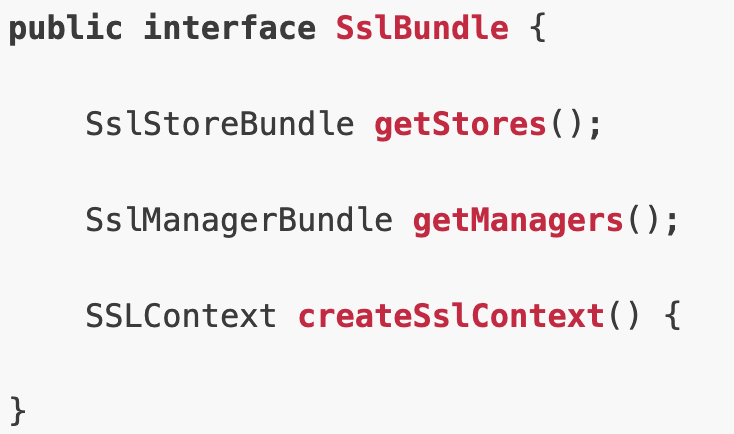 public interface SslBundle {
SslStoreBundle getStores();
SslManagerBundle getManagers();
SSLContext createSslContext() {
}